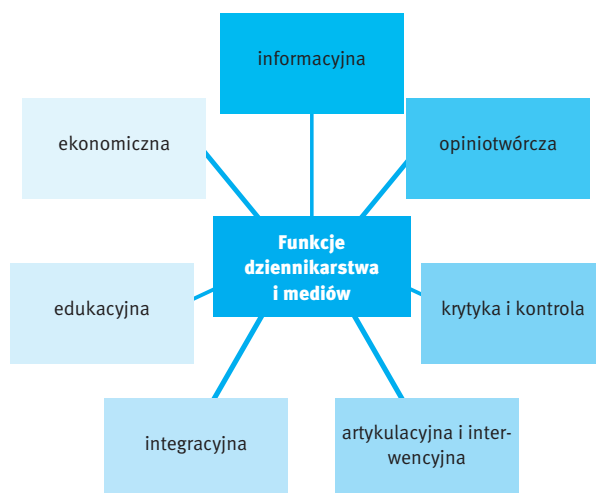 informacyjna
ekonomiczna
opiniotwórcza
Funkcje
dziennikarstwa
i mediów
edukacyjna
krytyka i kontrola
integracyjna
artykulacyjna i inter-
wencyjna